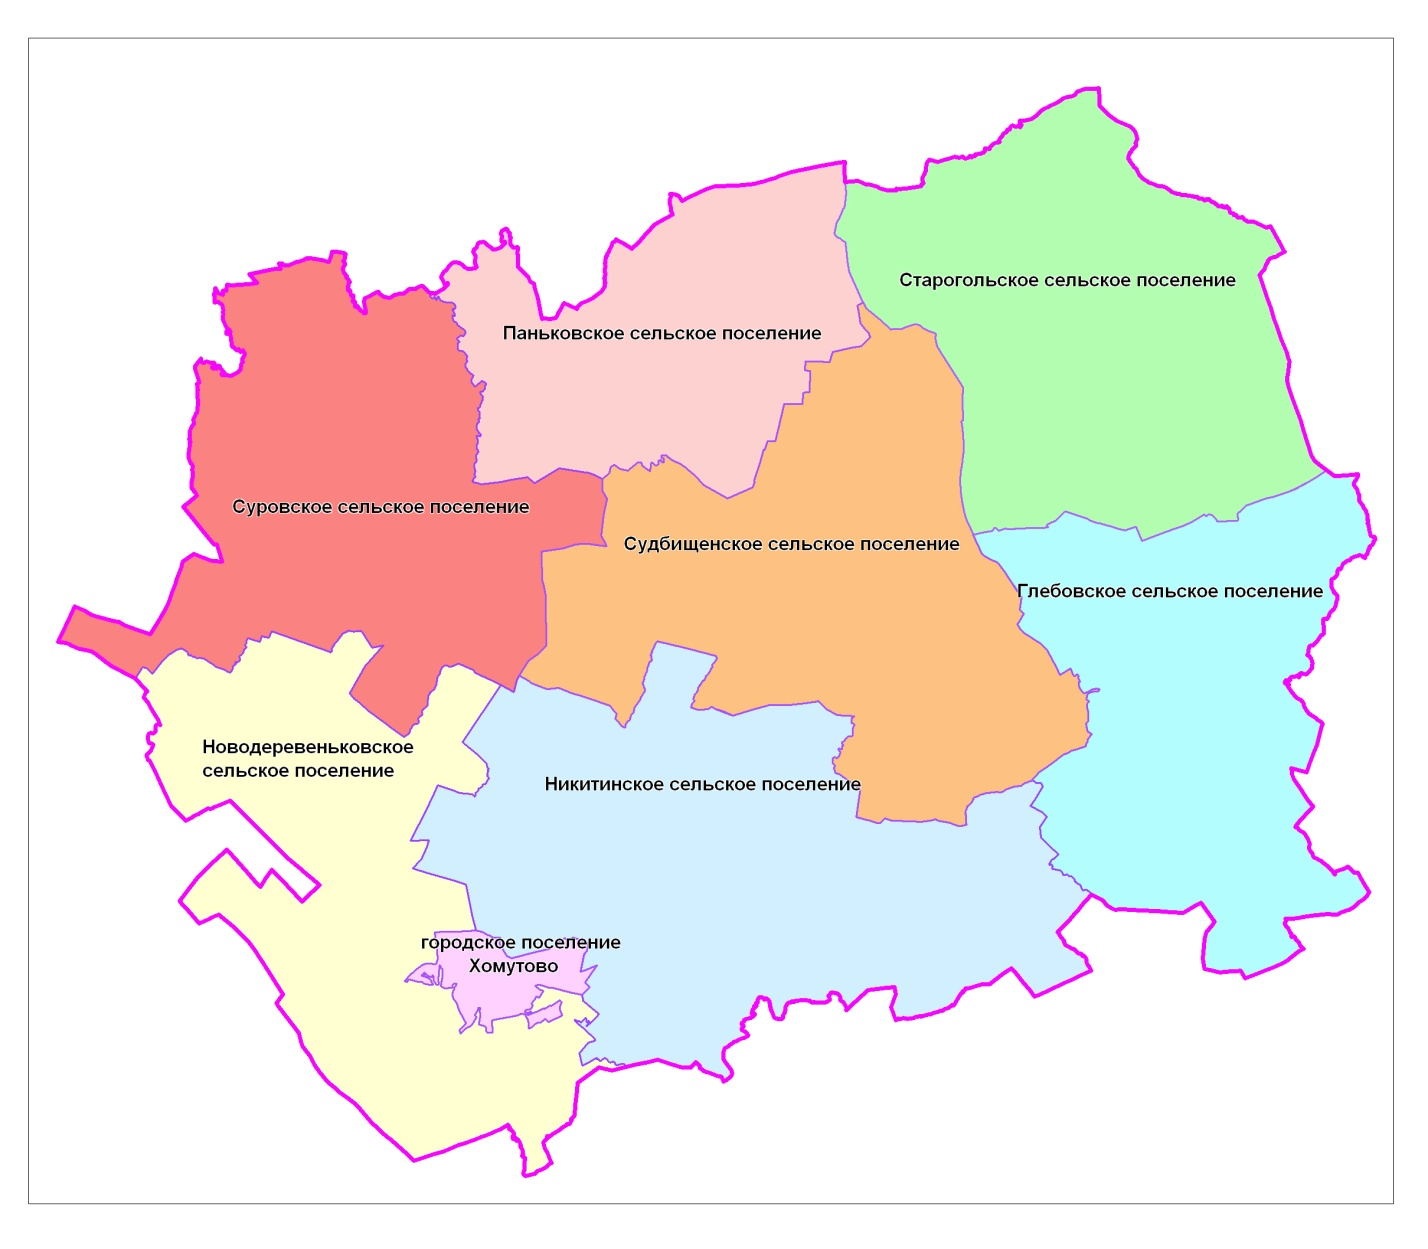 Старогольское сельское поселение
Паньковское сельское поселение
Суровское сельское поселение
Судбищенское сельское поселение
Глебовское сельское поселение
Новодеревеньковское
сельское поселение
Никитинское сельское поселение
городское поселение
Хомутово